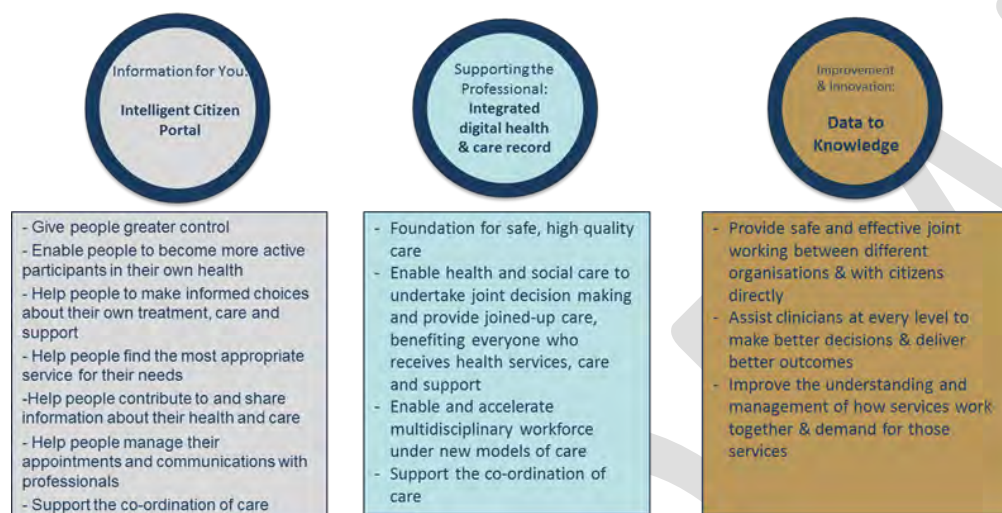 Information for You:
Intelligent Citizen
Portal
- Give people greater control
- Enable people to become more active
participants in their own health
- Help people to make informed choices
about their own treatment, care and
support
- Help people find the most appropriate
service for their needs
-Help people contribute to and share
information about their health and care
- Help people manage their
appointments and communications with
professionals
- Support the co-ordination of care
Supporting the
Professional:
Integrated
digital health
& care record
- Foundation for safe, high quality
care
- Enable health and social care to
undertake joint decision making
and provide joined-up care,
benefiting everyone who
receives health services, care
and support
- Enable and accelerate
multidisciplinary workforce
under new models of care
- Support the co-ordination of
care
Improvement
& Innovation:
Data to
Knowledge
- Provide safe and effective joint
working between different
organisations & with citizens
directly
- Assist clinicians at every level to
make better decisions & deliver
better outcomes
- Improve the understanding and
management of how services work
together & demand for those
services